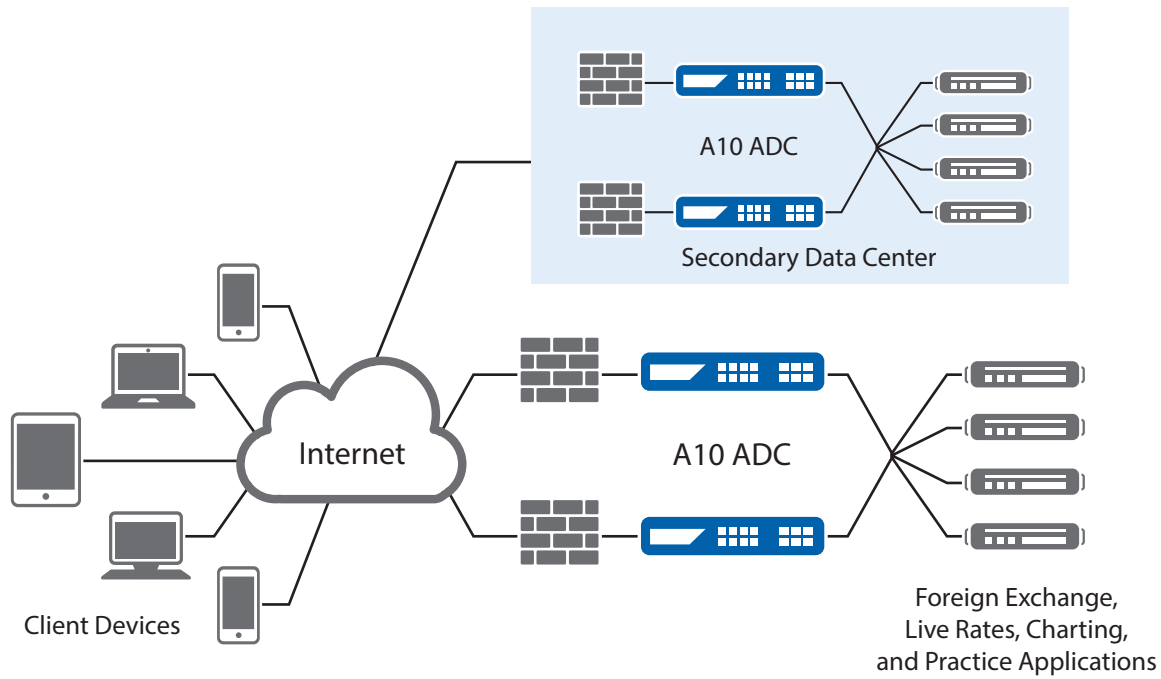 A10 ADC
Secondary Data Center
Internet
A10 ADC
Client Devices
Foreign Exchange,
Live Rates, Charting,
and Practice Applications